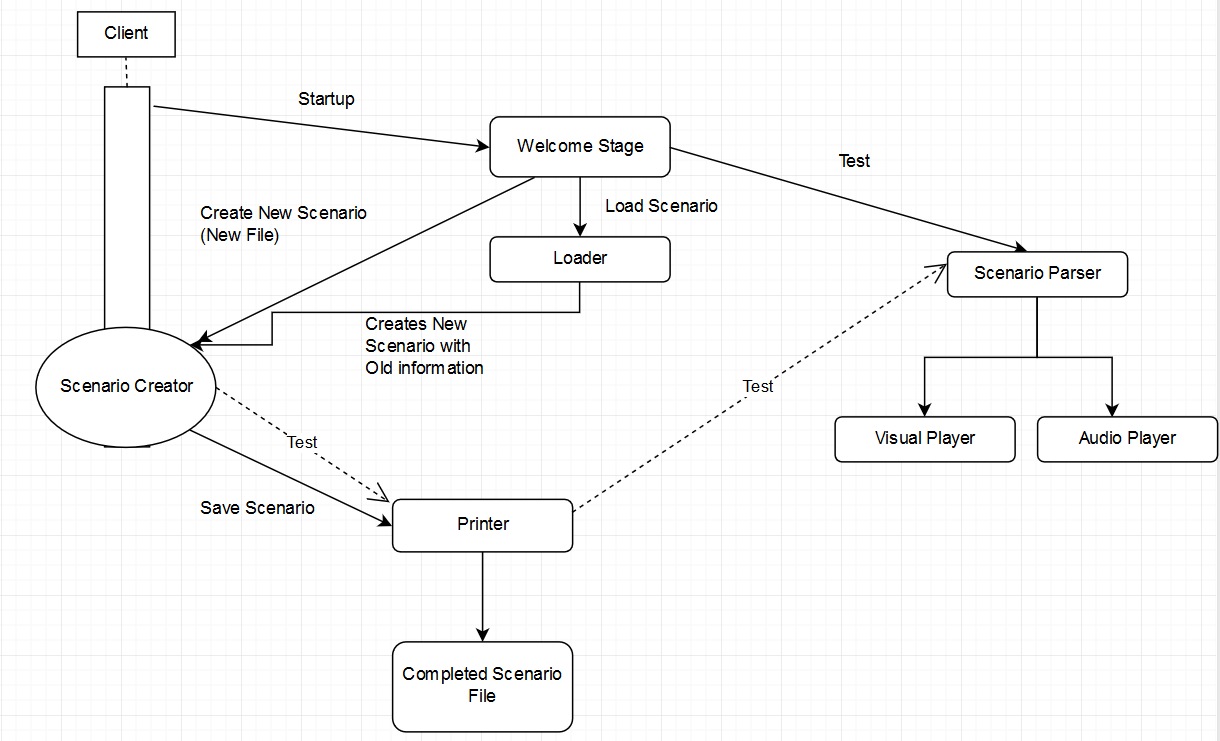 Client
Startup
Welcome Stage
Test
Create New Scenario
(New File)
Load Scenario
Loader
Scenario Parser
Creates New
Scenario with
Old information
Scenario Creator
Test
Visual Player
Audio Player
Test
Save Scenario
Printer
Completed Scenario
File